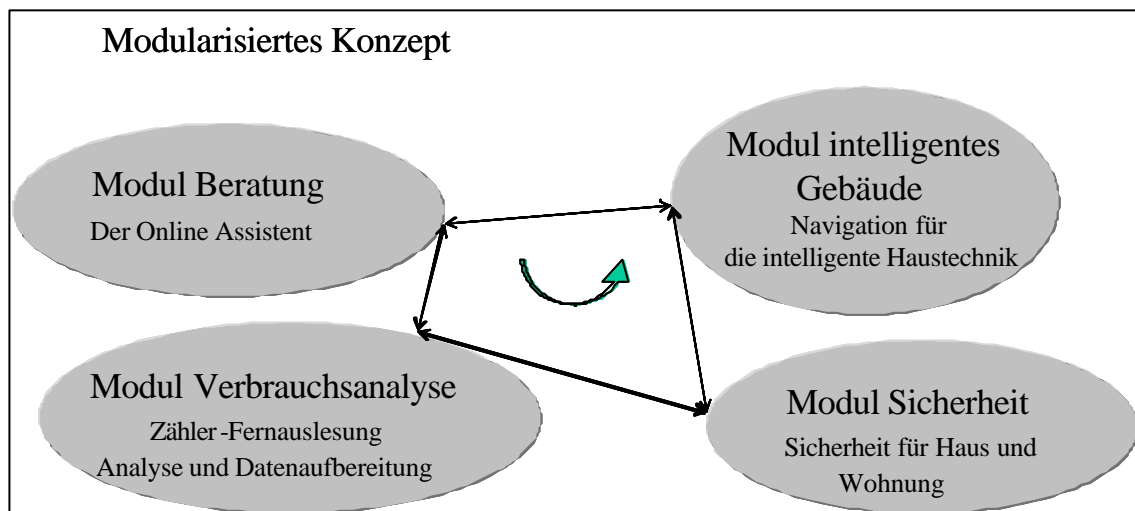 Modularisiertes Konzept
Modul Beratung
Der Online Assistent
Modul intelligentes
Gebäude
Navigation für
die intelligente Haustechnik
Modul Verbrauchsanalyse
Zähler-Fernauslesung
Analyse und Datenaufbereitung
Modul Sicherheit
Sicherheit für Haus und
Wohnung